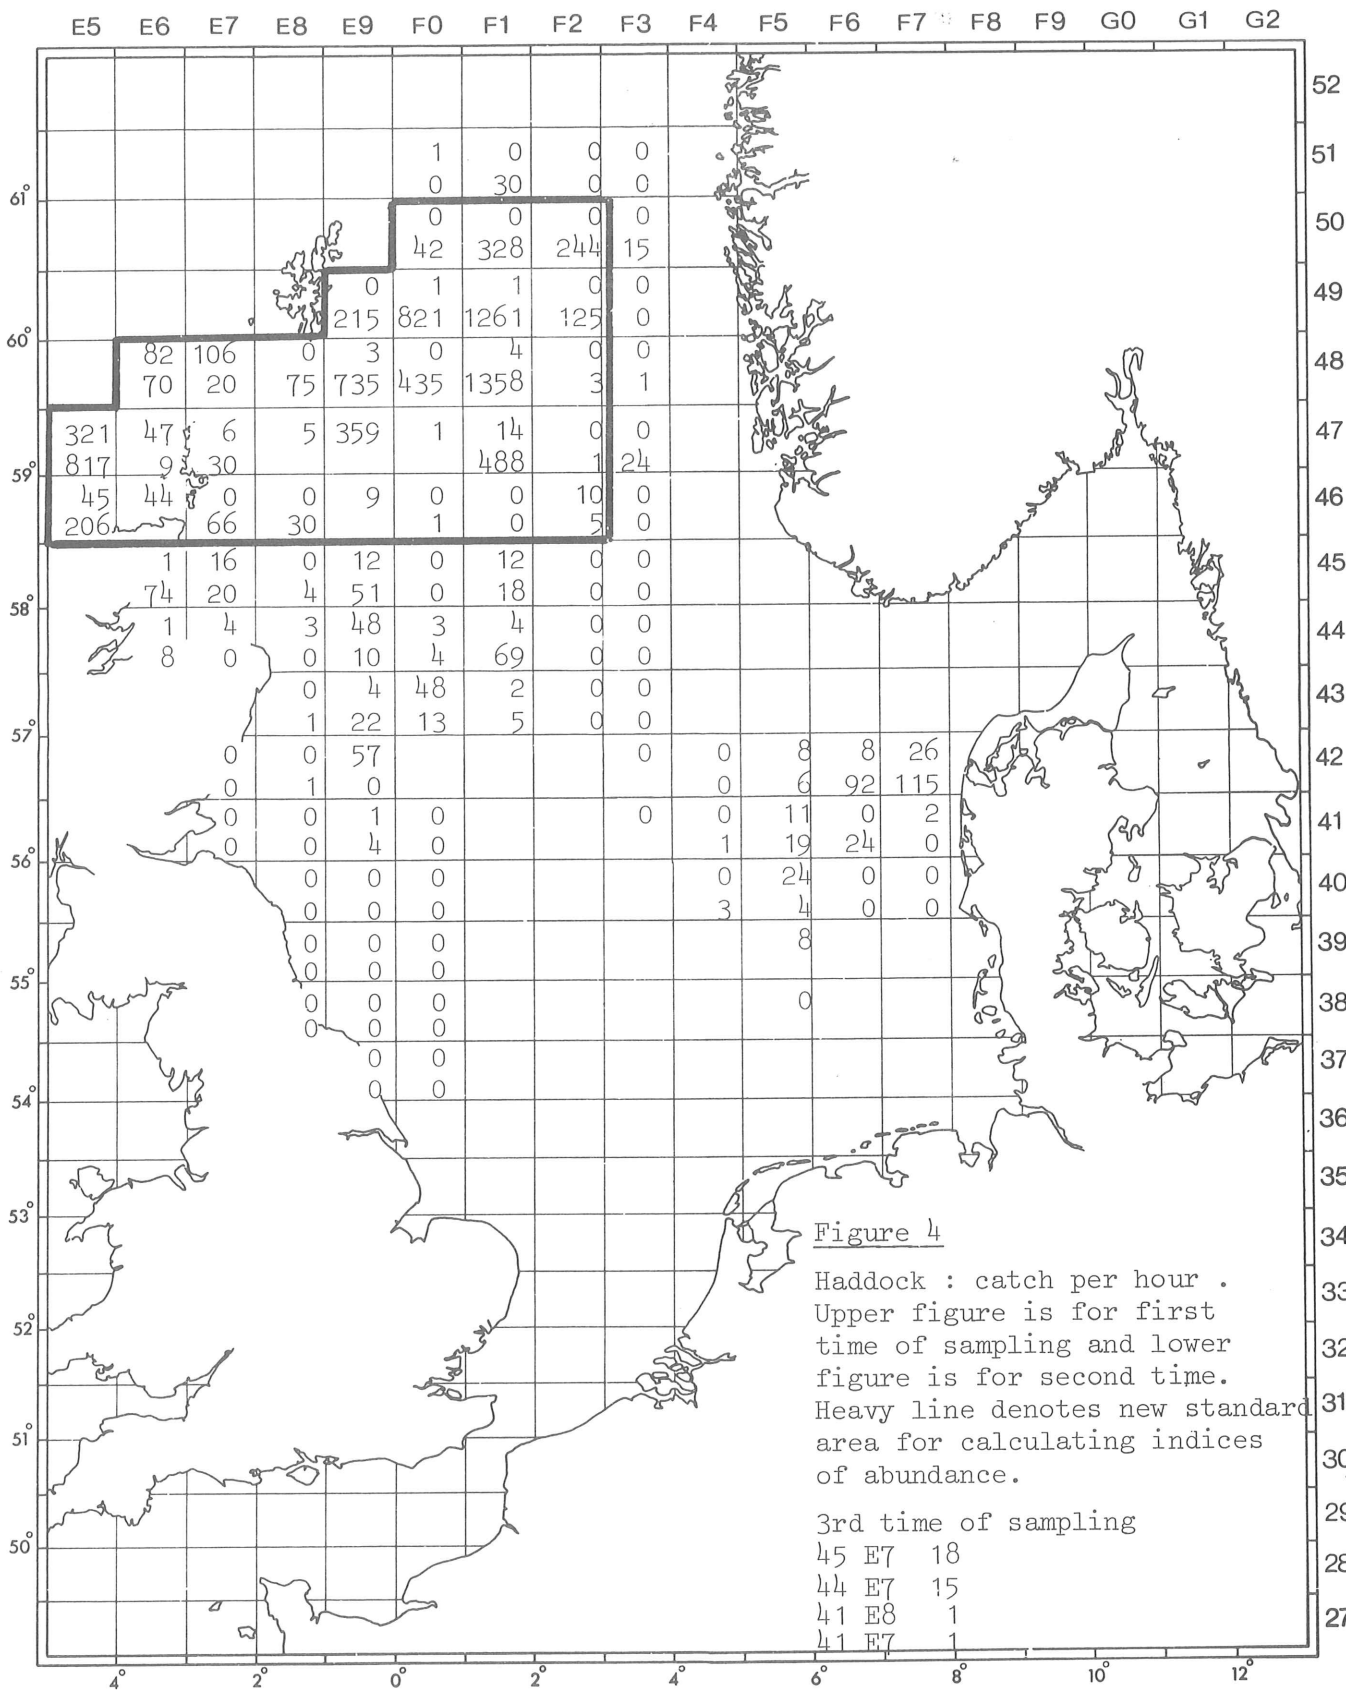 E5 E6 E7 E8 E9 F0 F1 F2 F3 F4 F5 F6 F7 F8 F9 G0 G1 G2
52
1 0 0 0 51
0 30 0 0
61°
0 0 0 0 50
42 328 244 15
0 1 1 0 0 49
215 821 1261 125 0
60°
82 106 0 3 0 4 0 0 48
70 20 75 735 435 1358 3 1
321 47 6 5 359 1 14 0 0 47
817 9 30 488 1 24
59°
45 44 0 0 9 0 0 10 0 46
206 66 30 1 0 5 0
1 16 0 12 0 12 0 0 45
74 20 4 51 0 18 0 0
58°
1 4 3 48 3 4 0 0 44
8 0 0 10 4 69 0 0
0 4 48 2 0 0 43
1 22 13 5 0 0
57°
0 0 57 0 0 8 8 26 42
0 1 0 0 6 92 115
0 0 1 0 0 0 11 0 2 41
0 0 4 0 1 19 24 0
56°
0 0 0 0 24 0 0 40
0 0 0 3 4 0 0
0 0 0 8 39
0 0 0
55°
0 0 0 0 38
0 0 0
0 0 37
0 0
54°
36
35
53°
34
Figure 4
Haddock : catch per hour . 33
Upper figure is for first
52°
time of sampling and lower 32
figure is for second time.
Heavy line denotes new standard 31
51°
area for calculating indices
of abundance. 30
3rd time of sampling 29
50°
45 E7 18 28
44 E7 15
41 E8 1 27
41 E7 1
4° 2° 0° 2° 4° 6° 8° 10° 12°